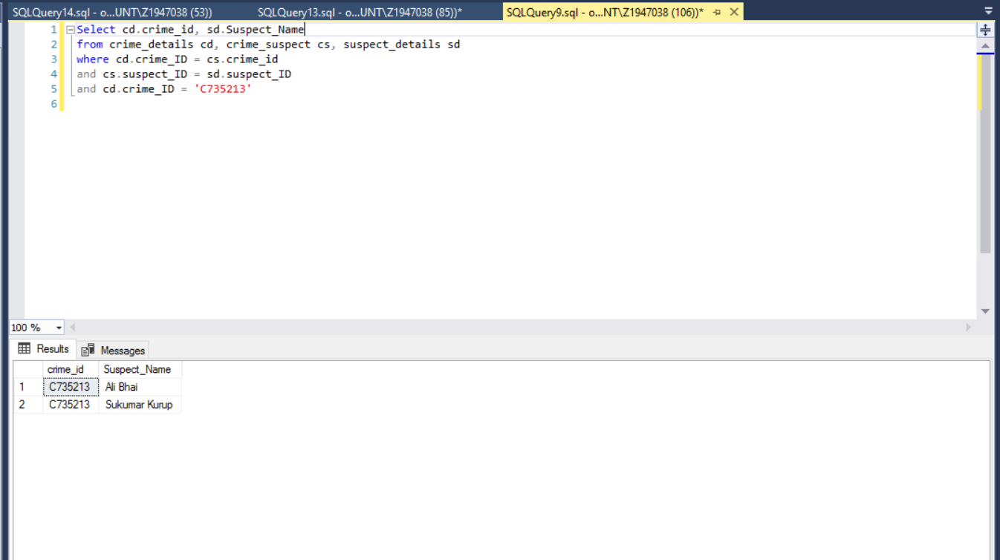 SQLQuery14.sql - o...UNT\Z1947038 (53)) SQLQuery13.sql - o...UNT\Z1947038 (85))* SQLQuery9.sql - o...NT\Z1947038 (106))*
1 Select cd.crime_id, sd.Suspect_Name
2 from crime_details cd, crime_suspect cs, suspect_details sd
3 where cd.crime_ID = cs.crime_id
4 and cs.suspect_ID = sd.suspect_ID
5 and cd.crime_ID = 'C735213'
6
100 %
Results Messages
crime_id Suspect_Name
1 C735213 Ali Bhai
2 C735213 Sukumar Kurup